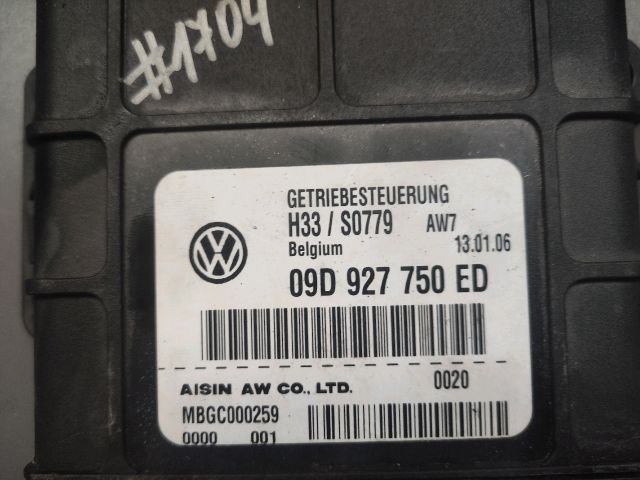 #1704
GETRIEBESTEUERUNG
H33 / S0779 AW7
Belgium 13.01.06
09D 927 750 ED
AISIN AW CO., LTD. 0020
MBGC000259
0000 001